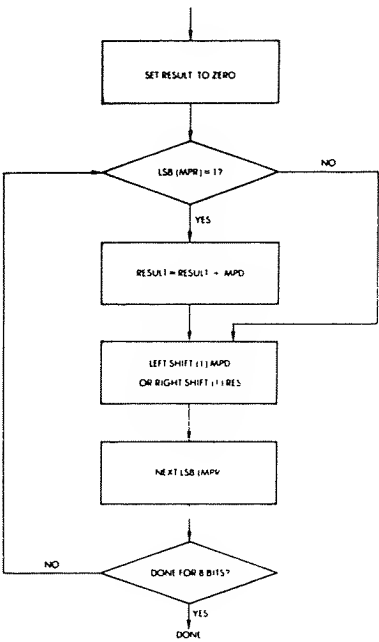 SET RESULT TO ZERO
LSB (MPR) = 1?
NO
YES
RESULT = RESULT + MPD
LEFT SHIFT (1) MPD
OR RIGHT SHIFT (1) RES
NEXT LSB (MPR
NO
DONE FOR 8 BITS?
YES
DONE